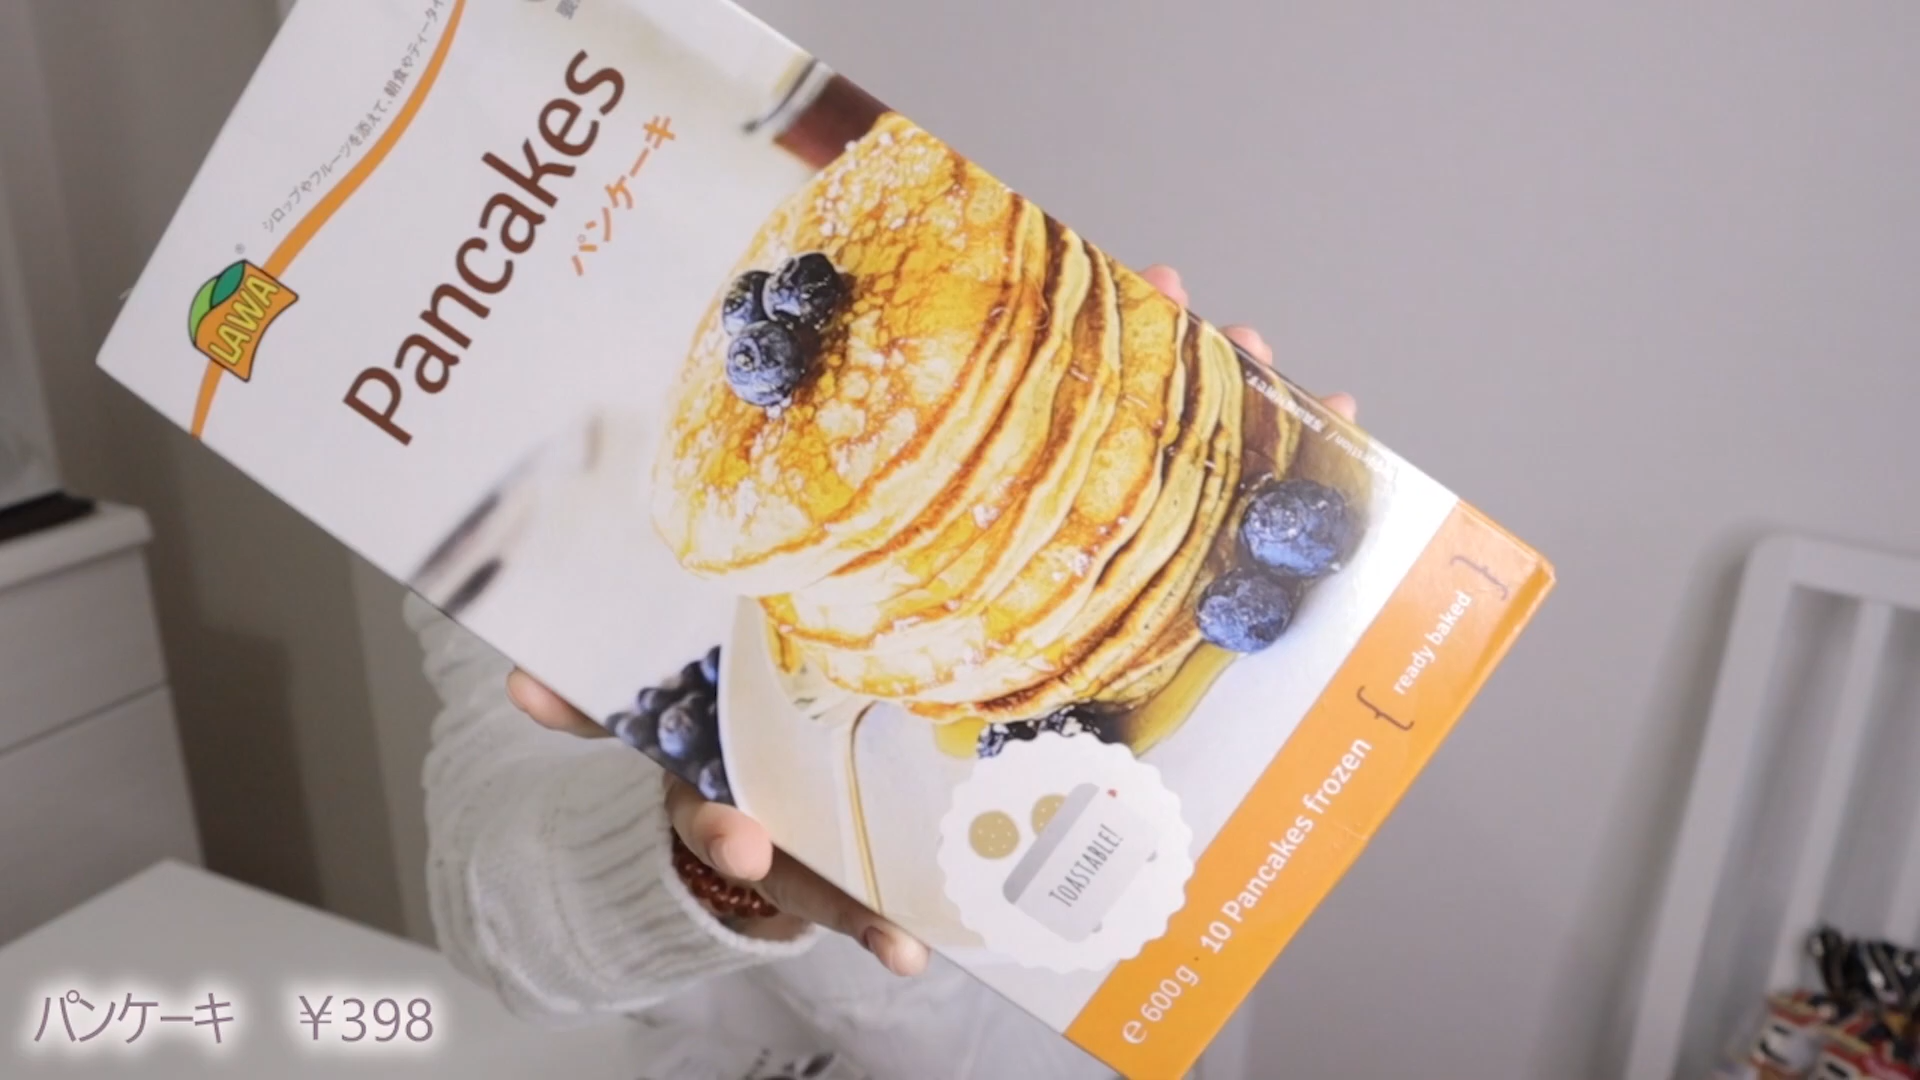 シロップやフルーツを添えて、朝食やティータイ
LAWA
®
Pancakes
パンケーキ
TOASTABLE!
℮ 600g · 10 Pancakes frozen { ready baked }
パンケーキ ￥398